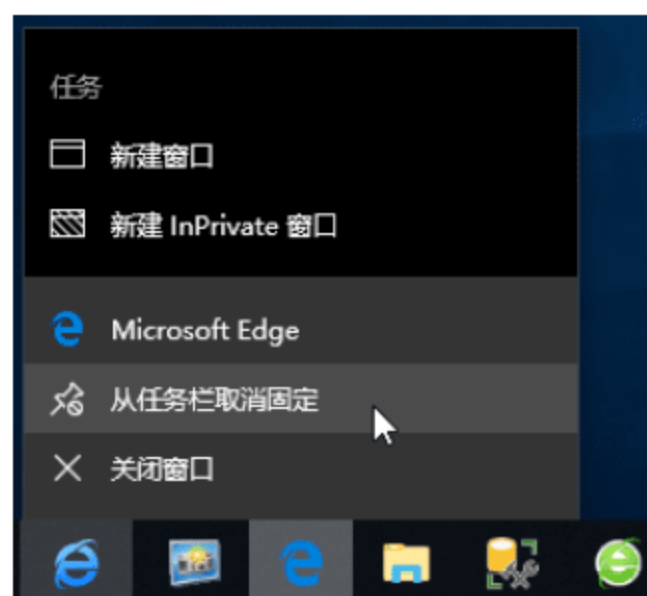 任务
新建窗口
新建 InPrivate 窗口
Microsoft Edge
从任务栏取消固定
关闭窗口